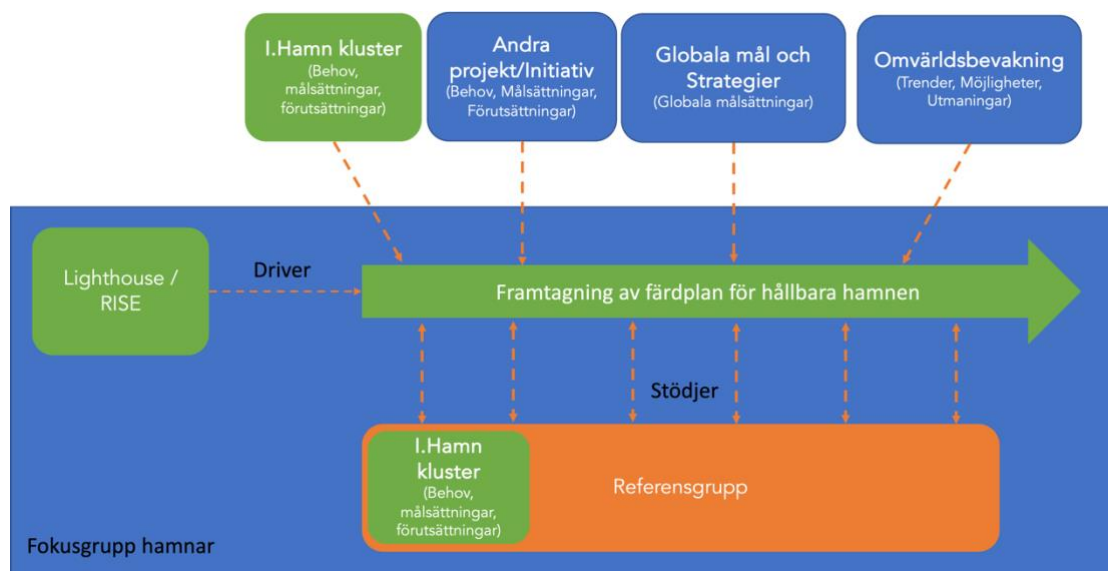 I.Hamn kluster
(Behov,
målsättningar,
förutsättningar)
Andra
projekt/Initiativ
(Behov, Målsättningar,
Förutsättningar)
Globala mål och
Strategier
(Globala målsättningar)
Omvärldsbevakning
(Trender, Möjligheter,
Utmaningar)
Lighthouse /
RISE
Driver
Framtagning av färdplan för hållbara hamnen
Stödjer
I.Hamn
kluster
(Behov,
målsättningar,
förutsättningar)
Referensgrupp
Fokusgrupp hamnar